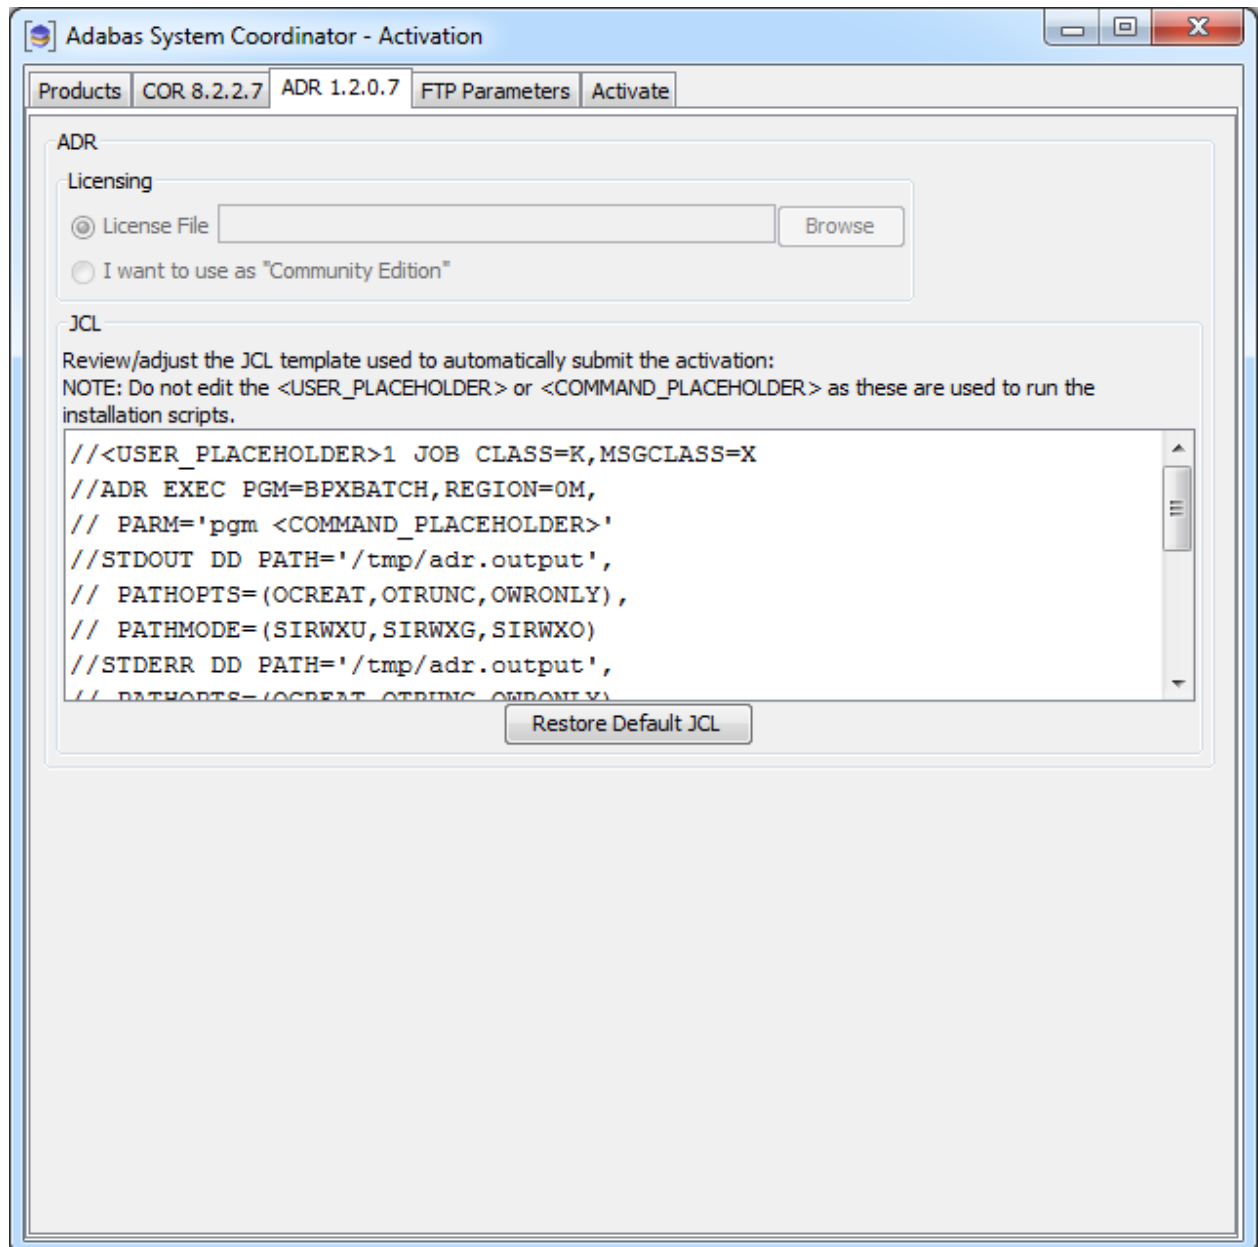 Adabas System Coordinator - Activation
Products COR 8.2.2.7 ADR 1.2.0.7 FTP Parameters Activate
ADR
Licensing
License File Browse
I want to use as "Community Edition"
JCL
Review/adjust the JCL template used to automatically submit the activation:
NOTE: Do not edit the <USER_PLACEHOLDER> or <COMMAND_PLACEHOLDER> as these are used to run the
installation scripts.
//<USER_PLACEHOLDER>1 JOB CLASS=K,MSGCLASS=X
//ADR EXEC PGM=BPXBATCH,REGION=0M,
// PARM='pgm <COMMAND_PLACEHOLDER>'
//STDOUT DD PATH='/tmp/adr.output',
// PATHOPTS=(OCREAT,OTRUNC,OWRONLY),
// PATHMODE=(SIRWXU,SIRWXG,SIRWXO)
//STDERR DD PATH='/tmp/adr.output',
// PATHOPTS=(OCREAT,OTRUNC,OWRONLY),
Restore Default JCL